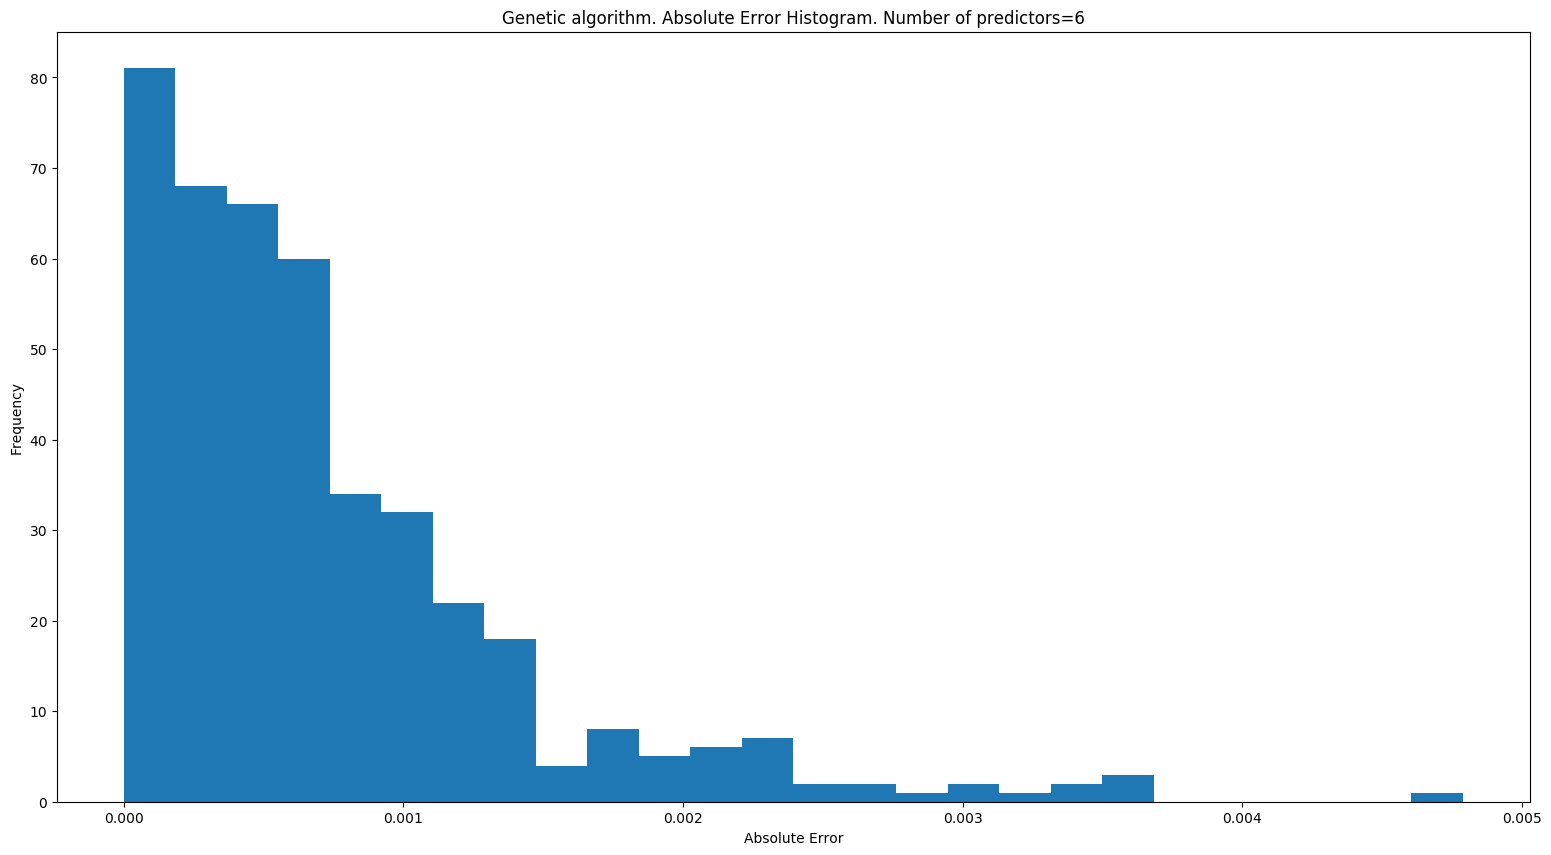 Genetic algorithm. Absolute Error Histogram. Number of predictors=6
80
70
60
50
40
30
20
10
0
Frequency
0.000 0.001 0.002 0.003 0.004 0.005
Absolute Error